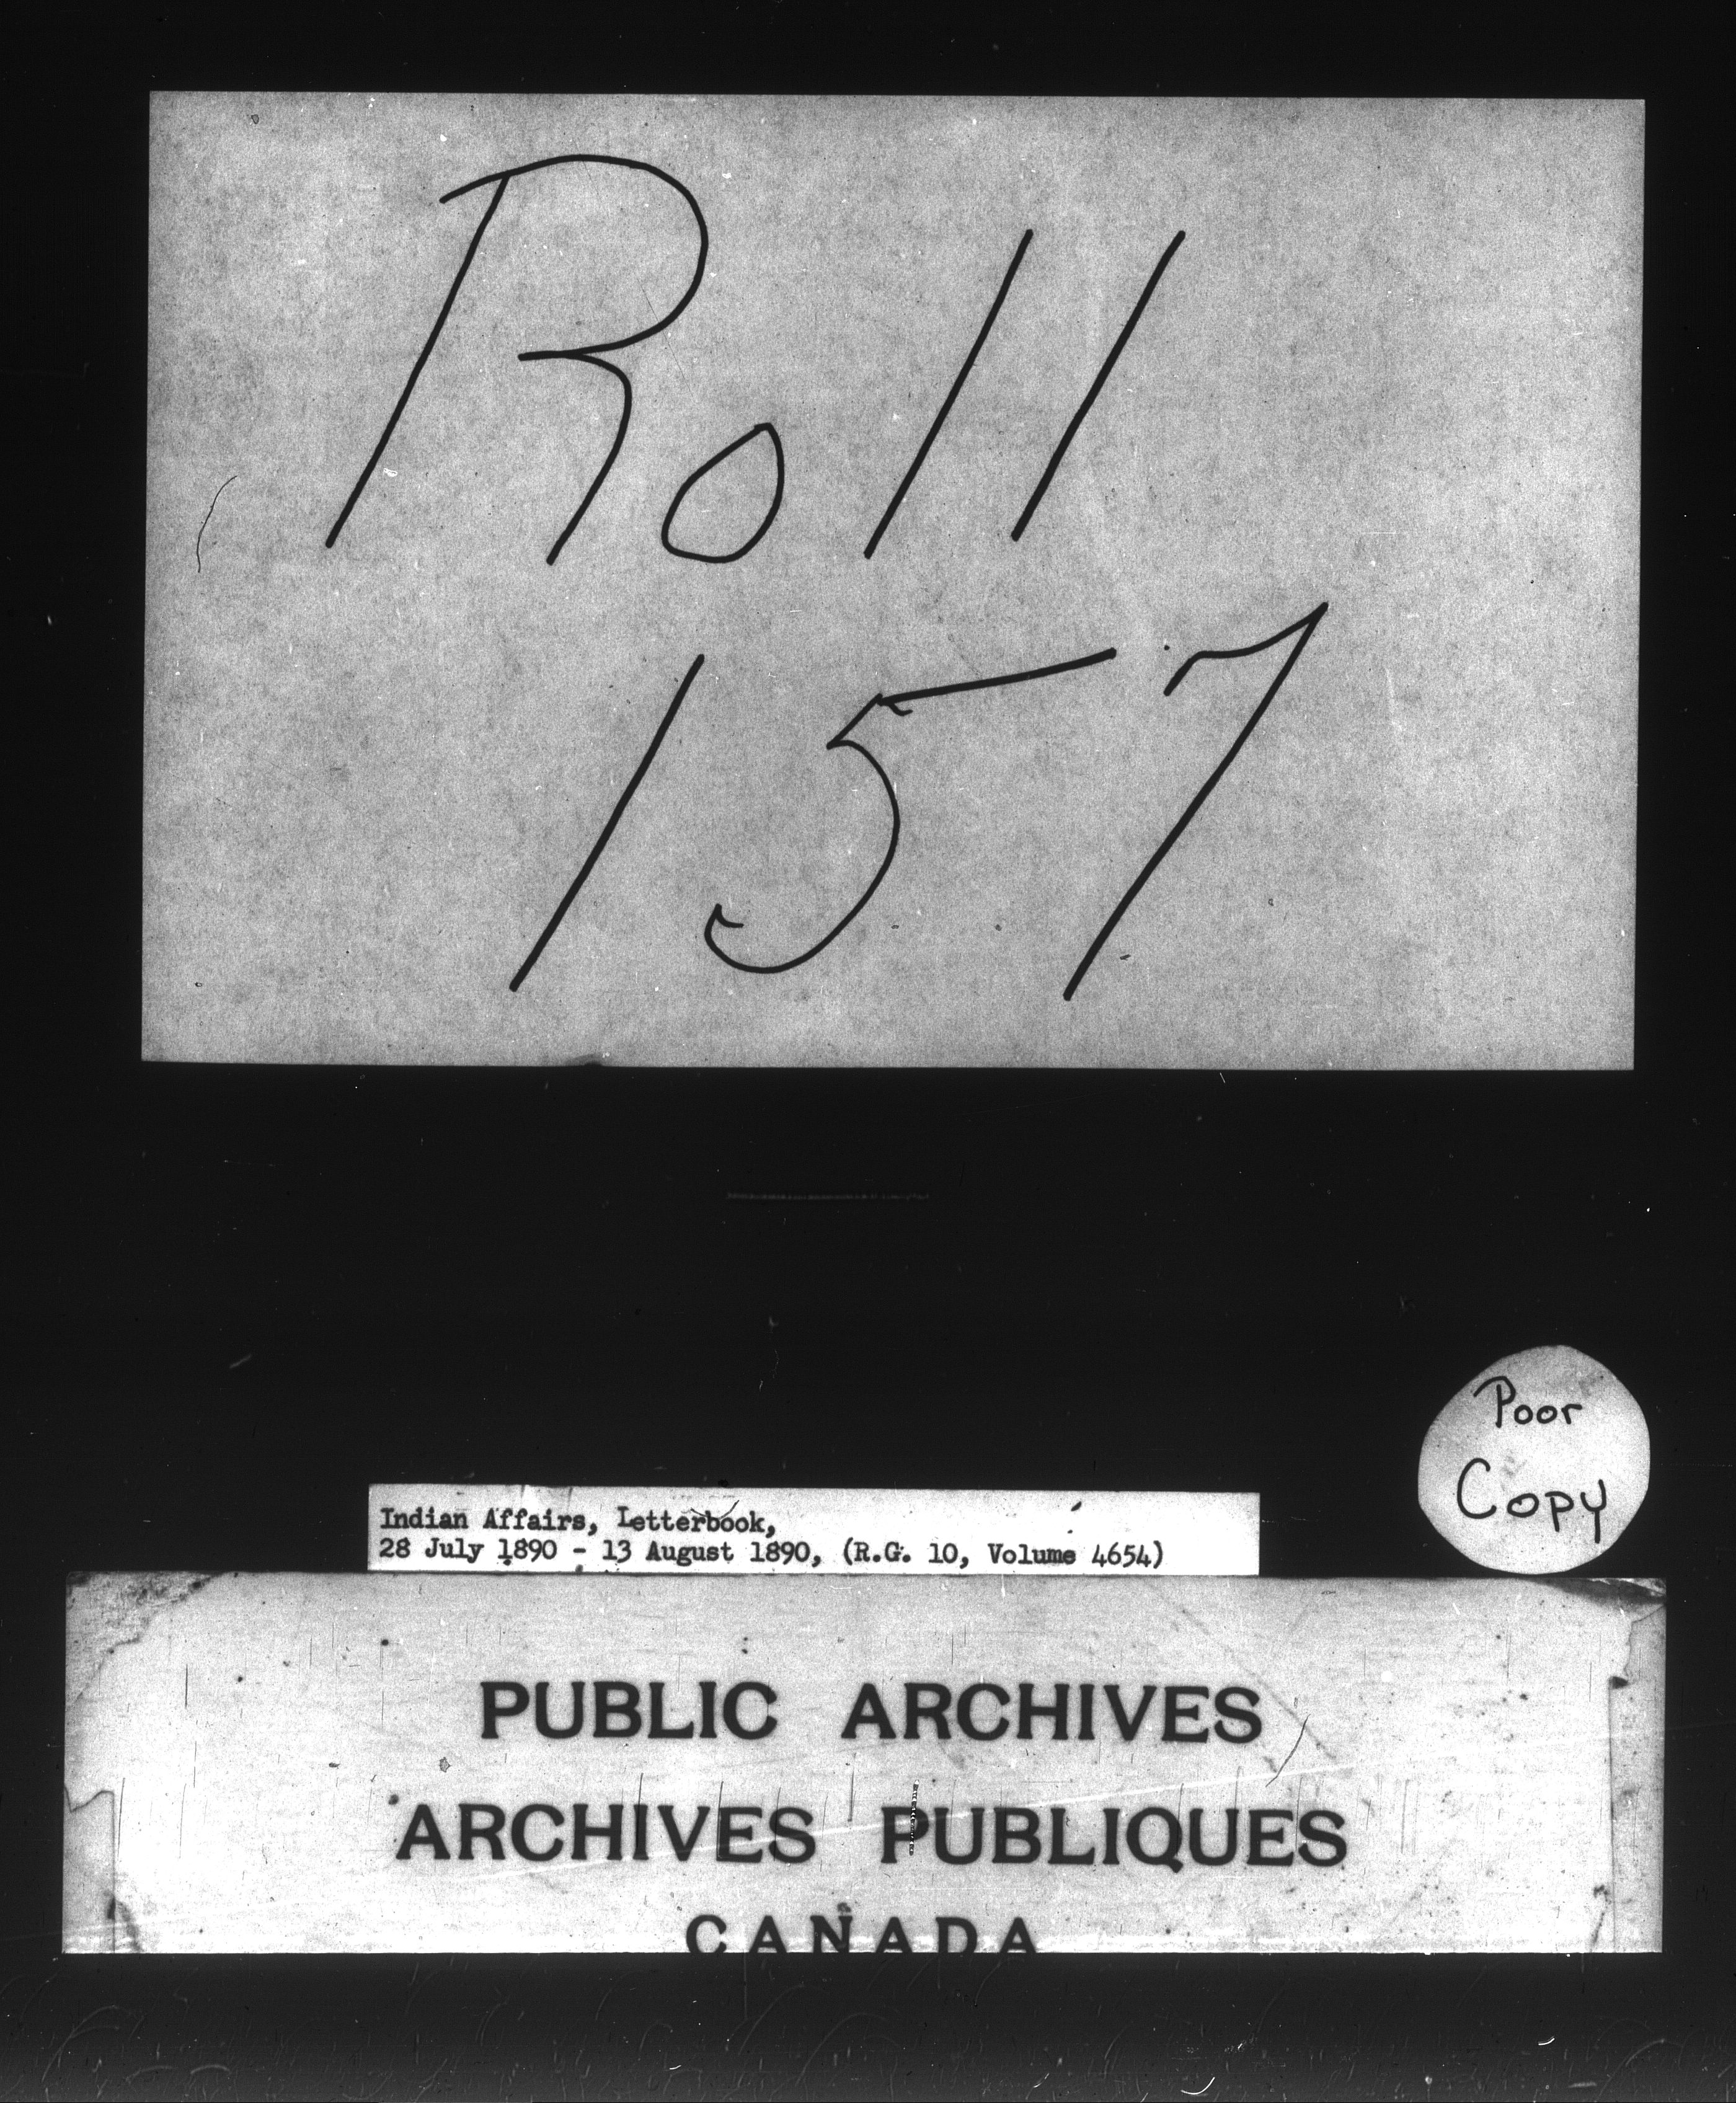 Roll
157
Poor
Copy
Indian Affairs, Letterbook,
28 July 1890 - 13 August 1890, (R.G. 10, Volume 4654)
PUBLIC ARCHIVES
ARCHIVES PUBLIQUES
CANADA